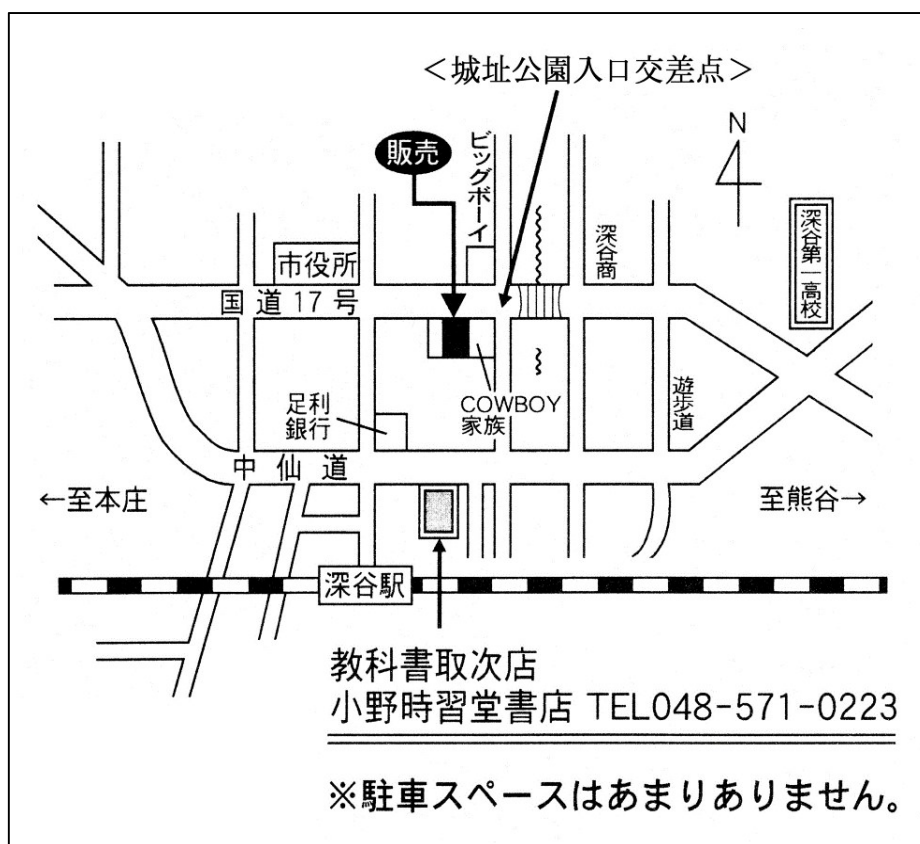 ＜城址公園入口交差点＞
N
販売
ビッグボーイ
深谷商
深谷第一高校
市役所
国道17号
足利
銀行
COWBOY
家族
遊歩道
中仙道
←至本庄
至熊谷→
深谷駅
教科書取次店
小野時習堂書店 TEL048-571-0223
※駐車スペースはあまりありません。